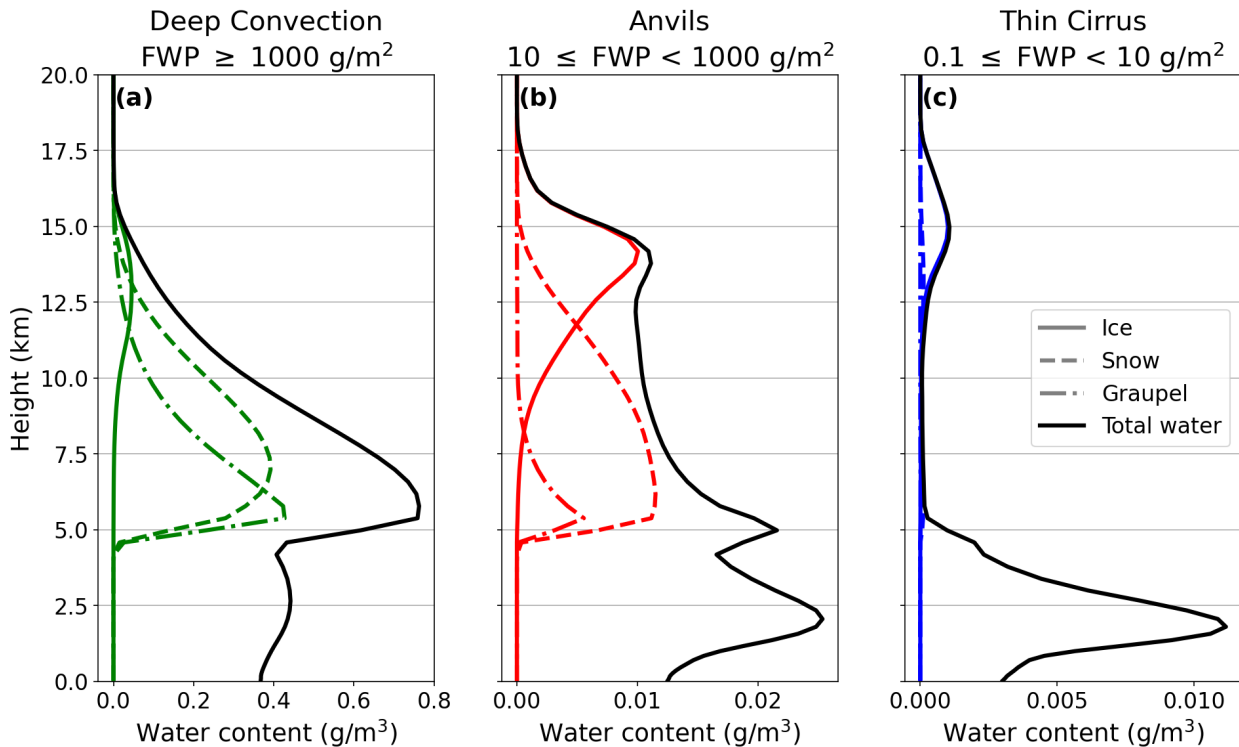 Deep Convection
FWP ≥ 1000 g/m²
Anvils
10 ≤ FWP < 1000 g/m²
Thin Cirrus
0.1 ≤ FWP < 10 g/m²
(a)
(b)
(c)
20.0
17.5
15.0
12.5
10.0
7.5
5.0
2.5
0.0
Height (km)
Ice
Snow
Graupel
Total water
0.0 0.2 0.4 0.6 0.8
0.00 0.01 0.02
0.000 0.005 0.010
Water content (g/m³)
Water content (g/m³)
Water content (g/m³)